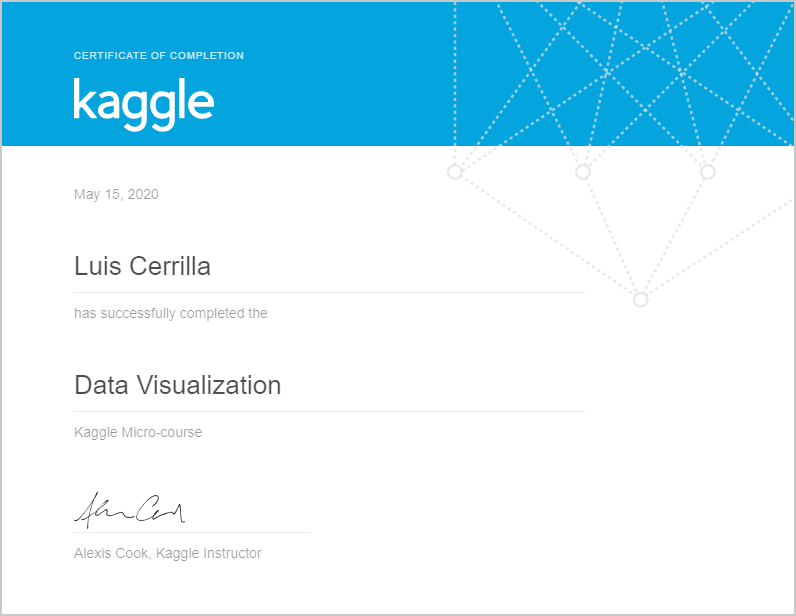 CERTIFICATE OF COMPLETION
kaggle
May 15, 2020
Luis Cerrilla
has successfully completed the
Data Visualization
Kaggle Micro-course
Alexis Cook, Kaggle Instructor